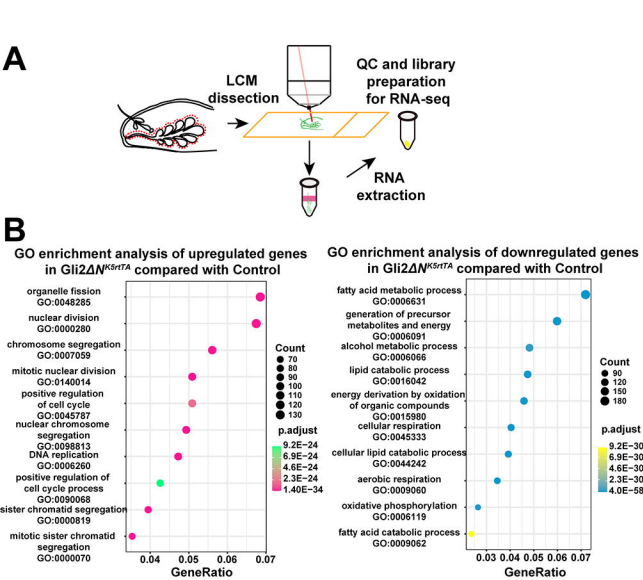 A
LCM
dissection
QC and library
preparation
for RNA-seq
RNA
extraction
B
GO enrichment analysis of upregulated genes
in Gli2ΔN^K5rtTA compared with Control
organelle fission
GO:0048285
nuclear division
GO:0000280
chromosome segregation
GO:0007059
mitotic nuclear division
GO:0140014
positive regulation
of cell cycle
GO:0045787
nuclear chromosome
segregation
GO:0098813
DNA replication
GO:0006260
positive regulation of
cell cycle process
GO:0090068
sister chromatid segregation
GO:0000819
mitotic sister chromatid
segregation
GO:0000070
0.04 0.05 0.06 0.07
GeneRatio
Count
70
80
90
100
110
120
130
p.adjust
9.2E-24
6.9E-24
4.6E-24
2.3E-24
1.40E-34
GO enrichment analysis of downregulated genes
in Gli2ΔN^K5rtTA compared with Control
fatty acid metabolic process
GO:0006631
generation of precursor
metabolites and energy
GO:0006091
alcohol metabolic process
GO:0006066
lipid catabolic process
GO:0016042
energy derivation by oxidation
of organic compounds
GO:0015980
cellular respiration
GO:0045333
cellular lipid catabolic process
GO:0044242
aerobic respiration
GO:0009060
oxidative phosphorylation
GO:0006119
fatty acid catabolic process
GO:0009062
0.03 0.04 0.05 0.06 0.07
GeneRatio
Count
90
120
150
180
p.adjust
9.2E-30
6.9E-30
4.6E-30
2.3E-30
4.0E-58